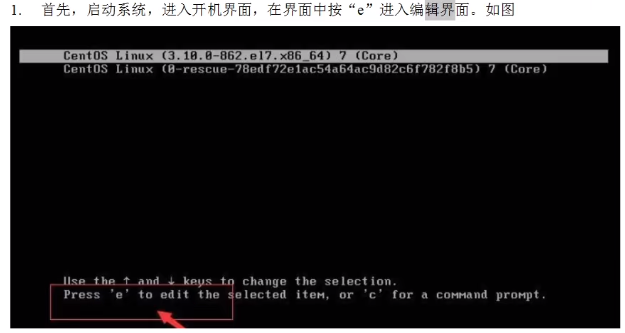 1. 首先，启动系统，进入开机界面，在界面中按“e”进入编辑界面。如图
CentOS Linux (3.10.0-862.el7.x86_64) 7 (Core)
CentOS Linux (0-rescue-78edf72e1ac54a64ac9d82c6f782f8b5) 7 (Core)
Use the ↑ and ↓ keys to change the selection.
Press 'e' to edit the selected item, or 'c' for a command prompt.